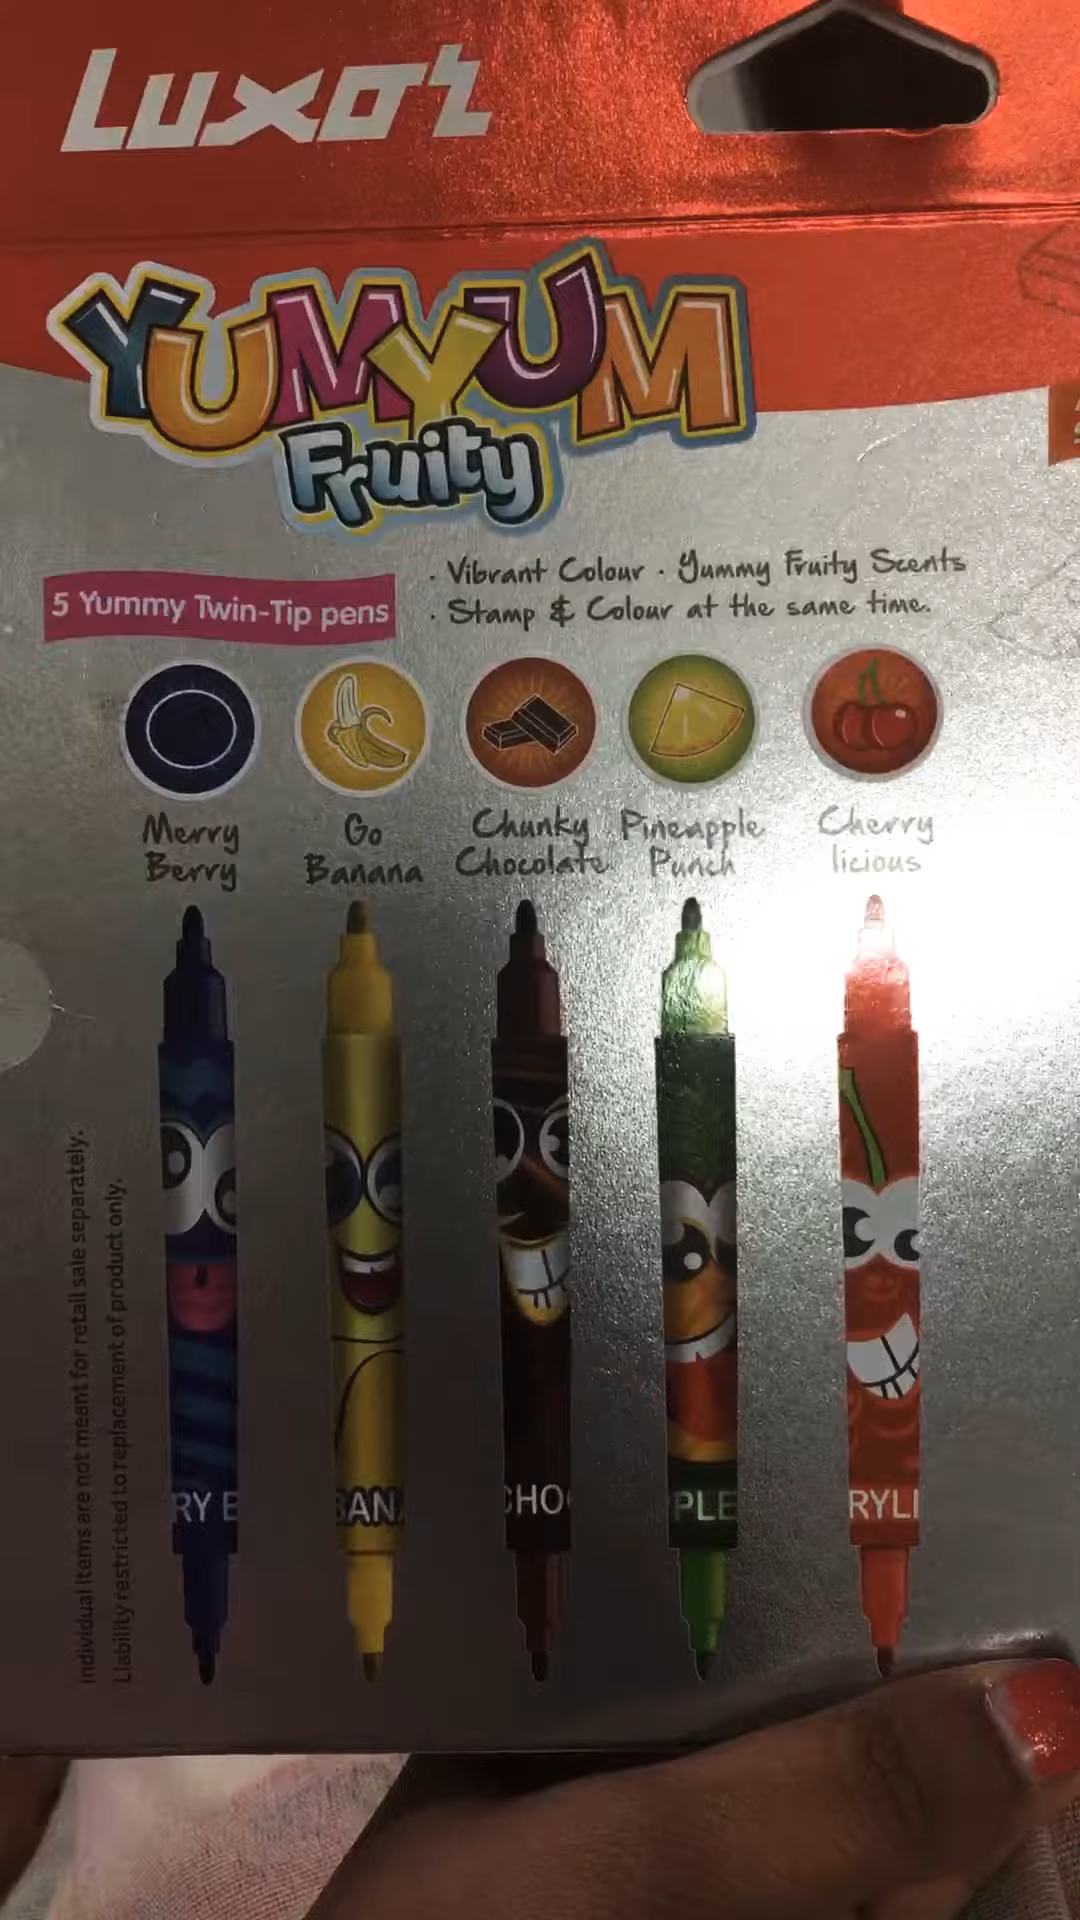 Luxor
YUMYUM
Fruity
5 Yummy Twin-Tip pens
· Vibrant Colour · Yummy Fruity Scents
· Stamp & Colour at the same time.
Merry Berry
Go Banana
Chunky Chocolate
Pineapple Punch
Cherry licious
RY B
BANA
CHO
PLE
RYLI
Individual items are not meant for retail sale separately.
Liability restricted to replacement of product only.